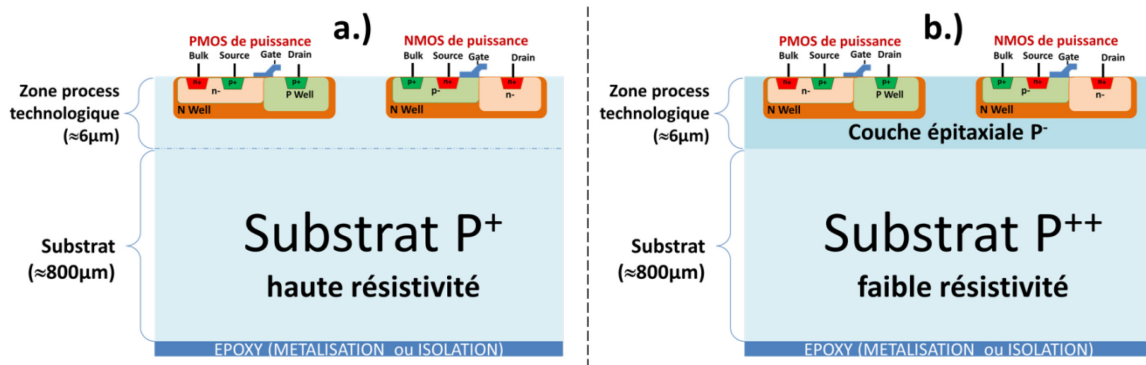 a.)
PMOS de puissance
NMOS de puissance
Bulk Source Gate Drain
Bulk Source Gate Drain
Zone process
technologique
(≈6µm)
n+ p+ p+
p+ n+ n+
n- P Well
p- n-
N Well
N Well
Substrat
(≈800µm)
Substrat P+
haute résistivité
EPOXY (METALISATION ou ISOLATION)
b.)
PMOS de puissance
NMOS de puissance
Bulk Source Gate Drain
Bulk Source Gate Drain
Zone process
technologique
(≈6µm)
n+ p+ p+
p+ n+ n+
n- P Well
p- n-
N Well
N Well
Couche épitaxiale P-
Substrat
(≈800µm)
Substrat P++
faible résistivité
EPOXY (METALISATION ou ISOLATION)